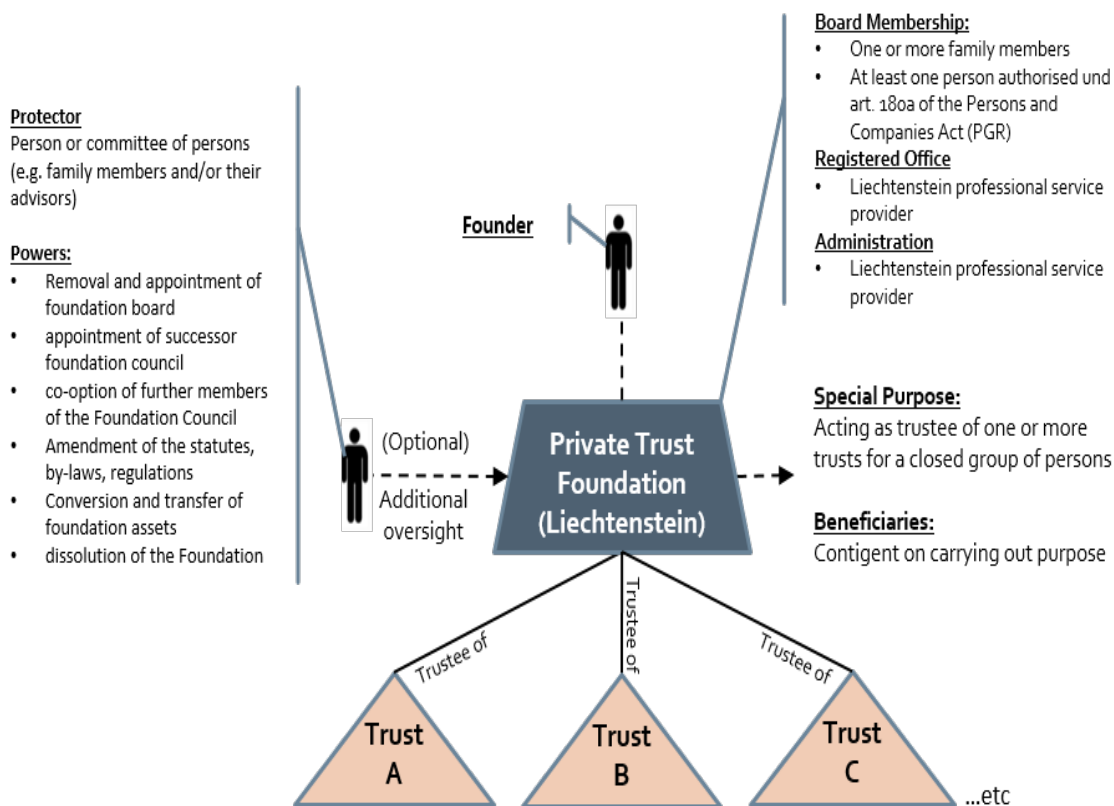 Protector
Person or committee of persons
(e.g. family members and/or their
advisors)
Powers:
• Removal and appointment of
foundation board
• appointment of successor
foundation council
• co-option of further members
of the Foundation Council
• Amendment of the statutes,
by-laws, regulations
• Conversion and transfer of
foundation assets
• dissolution of the Foundation
Founder
(Optional)
Additional
oversight
Private Trust
Foundation
(Liechtenstein)
Board Membership:
• One or more family members
• At least one person authorised und
art. 180a of the Persons and
Companies Act (PGR)
Registered Office
• Liechtenstein professional service
provider
Administration
• Liechtenstein professional service
provider
Special Purpose:
Acting as trustee of one or more
trusts for a closed group of persons
Beneficiaries:
Contigent on carrying out purpose
Trustee of
Trustee of
Trustee of
Trust
A
Trust
B
Trust
C
...etc